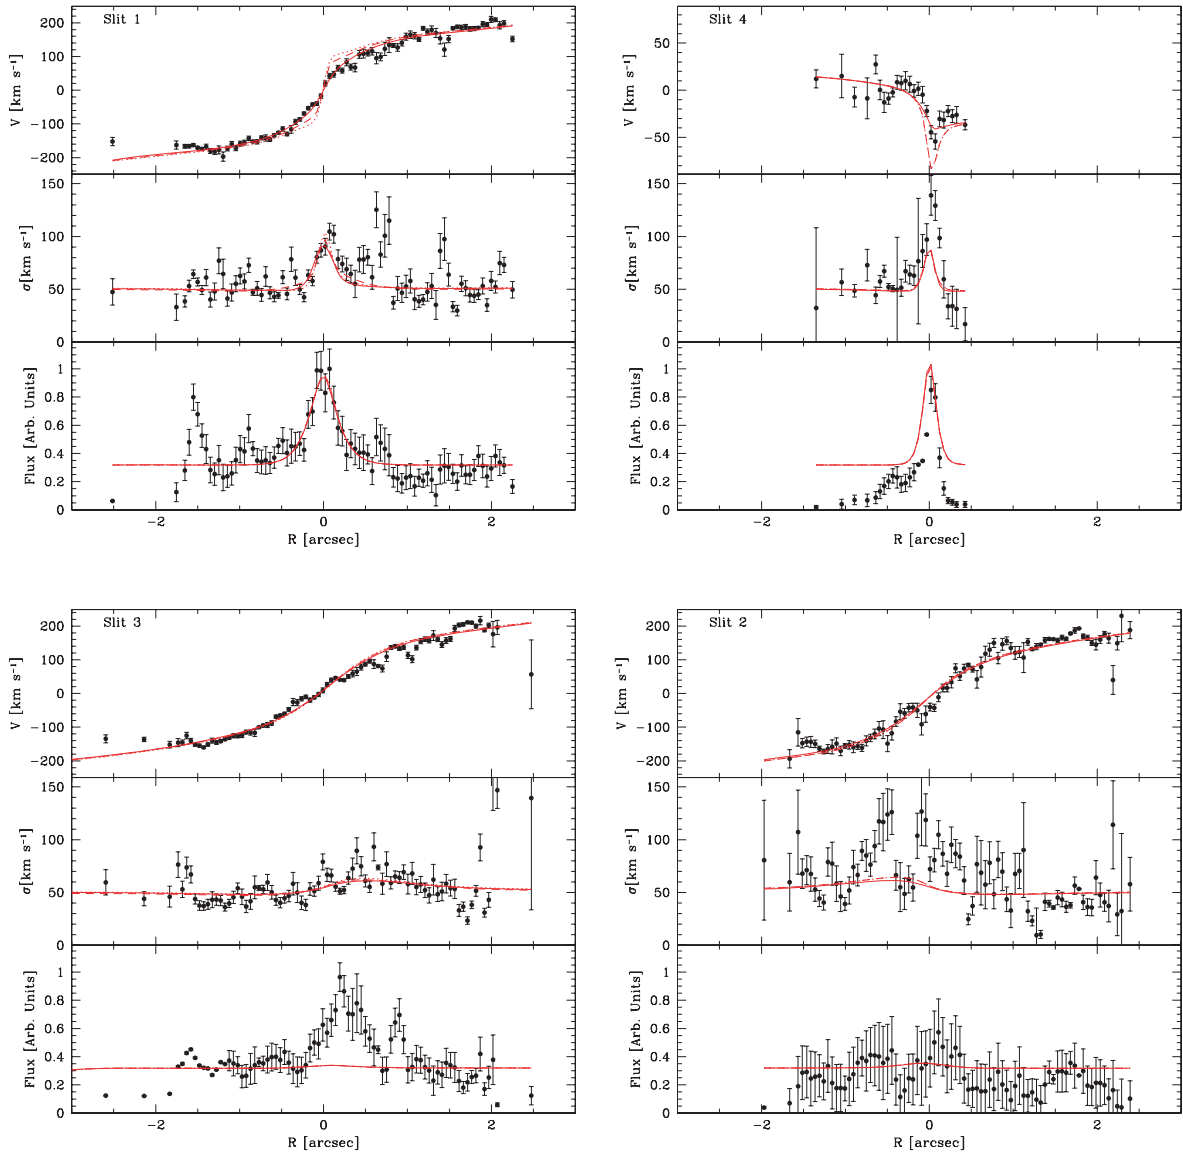 Slit 1
200
100
0
−100
−200
V [km s⁻¹]
150
100
50
0
σ[km s⁻¹]
1
0.8
0.6
0.4
0.2
0
Flux [Arb. Units]
−2 0 2
R [arcsec]
Slit 4
50
0
−50
V [km s⁻¹]
150
100
50
0
σ[km s⁻¹]
1
0.8
0.6
0.4
0.2
0
Flux [Arb. Units]
−2 0 2
R [arcsec]
Slit 3
200
100
0
−100
−200
V [km s⁻¹]
150
100
50
0
σ[km s⁻¹]
1
0.8
0.6
0.4
0.2
0
Flux [Arb. Units]
−2 0 2
R [arcsec]
Slit 2
200
100
0
−100
−200
V [km s⁻¹]
150
100
50
0
σ[km s⁻¹]
1
0.8
0.6
0.4
0.2
0
Flux [Arb. Units]
−2 0 2
R [arcsec]